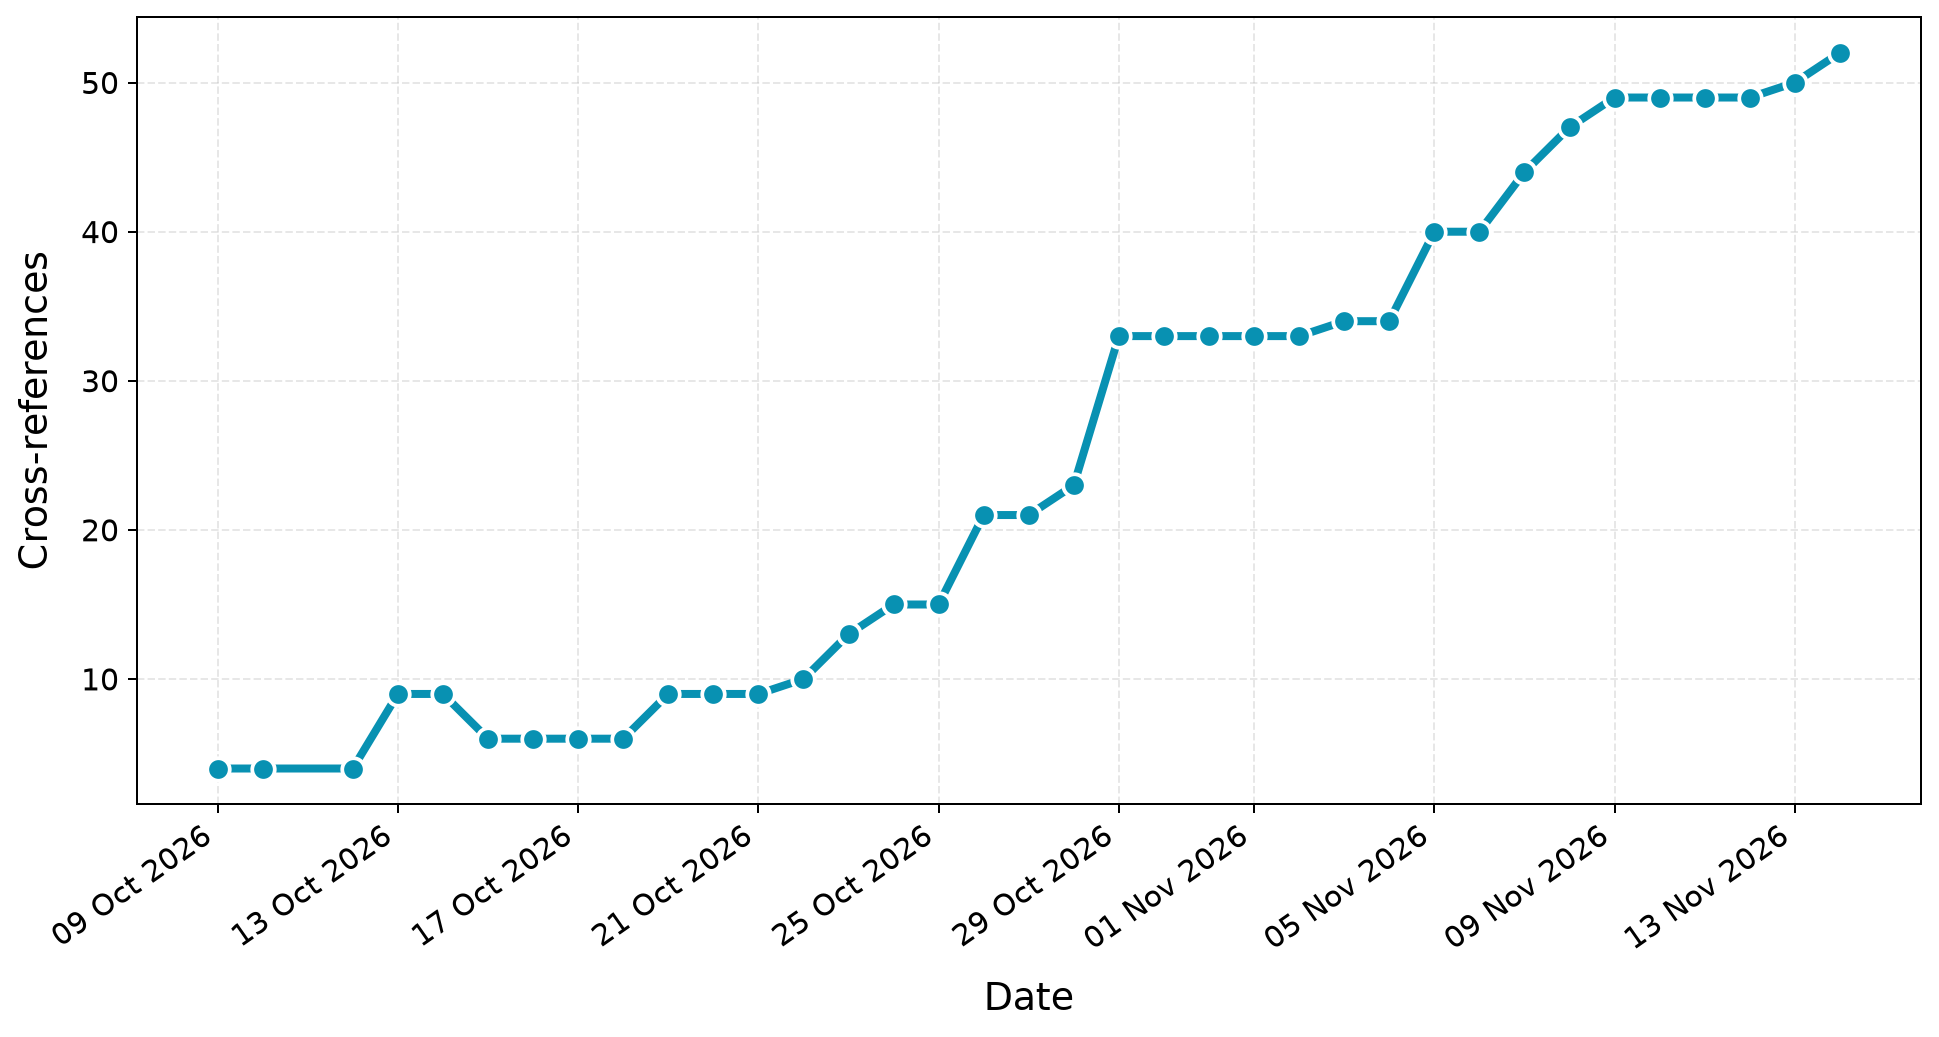 50
40
30
20
10
Cross-references
09 Oct 2026
13 Oct 2026
17 Oct 2026
21 Oct 2026
25 Oct 2026
29 Oct 2026
01 Nov 2026
05 Nov 2026
09 Nov 2026
13 Nov 2026
Date